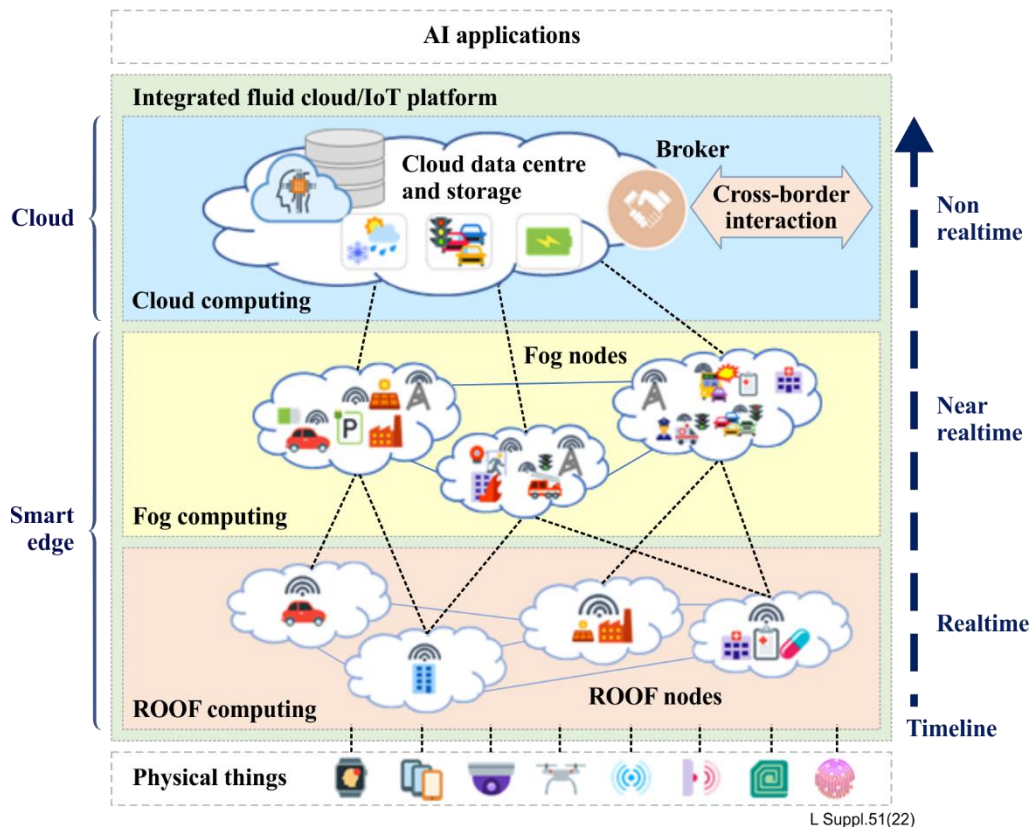 AI applications
Integrated fluid cloud/IoT platform
Cloud data centre
and storage
Broker
Cross-border
interaction
Cloud
Non
realtime
Cloud computing
Fog nodes
P
Near
realtime
Smart
edge
Fog computing
Realtime
ROOF computing
ROOF nodes
Timeline
Physical things
L Suppl.51(22)